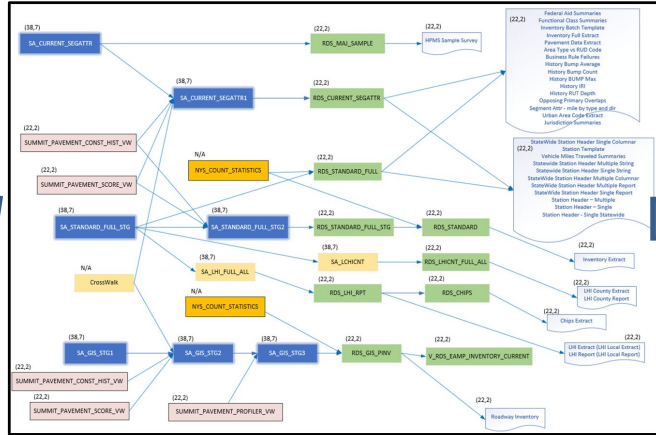 (38,7)
SA_CURRENT_SEGATTR
(22,2)
RDS_MAJ_SAMPLE
(22,2)
HPMS Sample Survey
(22,2)
Federal Aid Summaries
Functional Class Summaries
Inventory Batch Template
Inventory Full Extract
Pavement Data Extract
Area Type vs RUD Code
Business Rule Failures
History Bump Average
History Bump Count
History BUMP Max
History IRI
History RUT Depth
Opposing Primary Overlaps
Segment Attr - mile by type and dir
Urban Area Code Extract
Jurisdiction Summaries
(38,7)
SA_CURRENT_SEGATTR1
(22,2)
RDS_CURRENT_SEGATTR
(22,2)
SUMMIT_PAVEMENT_CONST_HIST_VW
(22,2)
SUMMIT_PAVEMENT_SCORE_VW
N/A
NYS_COUNT_STATISTICS
(22,2)
RDS_STANDARD_FULL
(22,2)
StateWide Station Header Single Columnar
Station Template
Vehicle Miles Traveled Summaries
Statewide Station Header Multiple String
Statewide Station Header Single String
StateWide Station Header Multiple Columnar
StateWide Station Header Multiple Report
StateWide Station Header Single Report
Station Header – Multiple
Station Header – Single
Station Header - Single Statewide
(38,7)
SA_STANDARD_FULL_STG
(38,7)
SA_STANDARD_FULL_STG2
(22,2)
RDS_STANDARD_FULL_STG
(22,2)
RDS_STANDARD
(22,2)
Inventory Extract
(38,7)
SA_LCHICNT
(22,2)
RDS_LHICNT_FULL_ALL
(22,2)
LHI County Extract
LHI County Report
N/A
CrossWalk
(38,7)
SA_LHI_FULL_ALL
(22,2)
RDS_LHI_RPT
(22,2)
RDS_CHIPS
(22,2)
Chips Extract
N/A
NYS_COUNT_STATISTICS
(22,2)
SA_GIS_STG1
(38,7)
SA_GIS_STG2
(38,7)
SA_GIS_STG3
(22,2)
RDS_GIS_PINV
(22,2)
V_RDS_EAMP_INVENTORY_CURRENT
(22,2)
LHI Extract (LHI Local Extract)
LHI Report (LHI Local Report)
(22,2)
SUMMIT_PAVEMENT_CONST_HIST_VW
(22,2)
SUMMIT_PAVEMENT_SCORE_VW
(22,2)
SUMMIT_PAVEMENT_PROFILER_VW
(22,2)
Roadway Inventory